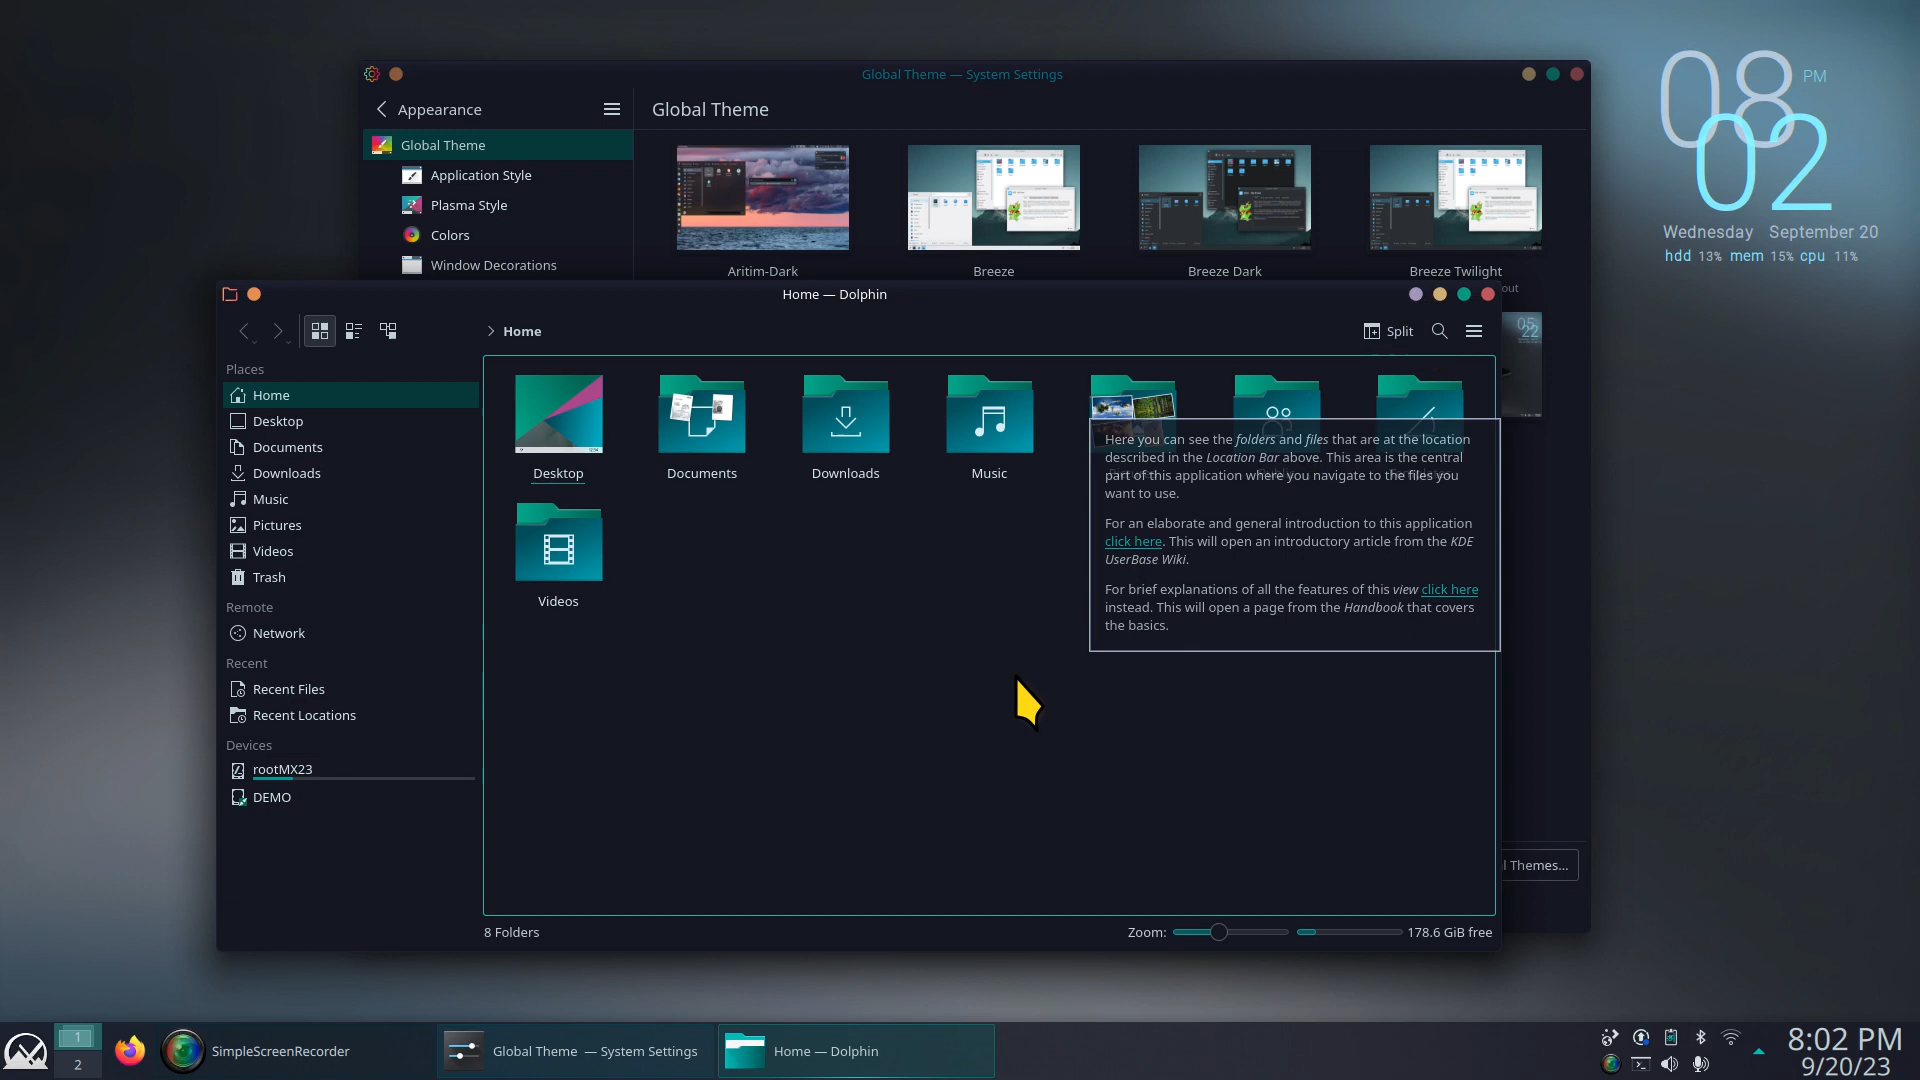 Global Theme — System Settings
Appearance
Global Theme
Global Theme
Application Style
Plasma Style
Colors
Window Decorations
Aritim-Dark
Breeze
Breeze Dark
Breeze Twilight
out
08 PM
02
Wednesday September 20
hdd 13% mem 15% cpu 11%
Home — Dolphin
Home
Split
Places
Home
Desktop
Documents
Downloads
Music
Pictures
Videos
Trash
Remote
Network
Recent
Recent Files
Recent Locations
Devices
rootMX23
DEMO
Desktop
Documents
Downloads
Music
Videos
05
22
Here you can see the folders and files that are at the location
described in the Location Bar above. This area is the central
part of this application where you navigate to the files you
want to use.
For an elaborate and general introduction to this application
click here. This will open an introductory article from the KDE
UserBase Wiki.
For brief explanations of all the features of this view click here
instead. This will open a page from the Handbook that covers
the basics.
l Themes...
8 Folders
Zoom:
178.6 GiB free
1
2
SimpleScreenRecorder
Global Theme — System Settings
Home — Dolphin
8:02 PM
9/20/23